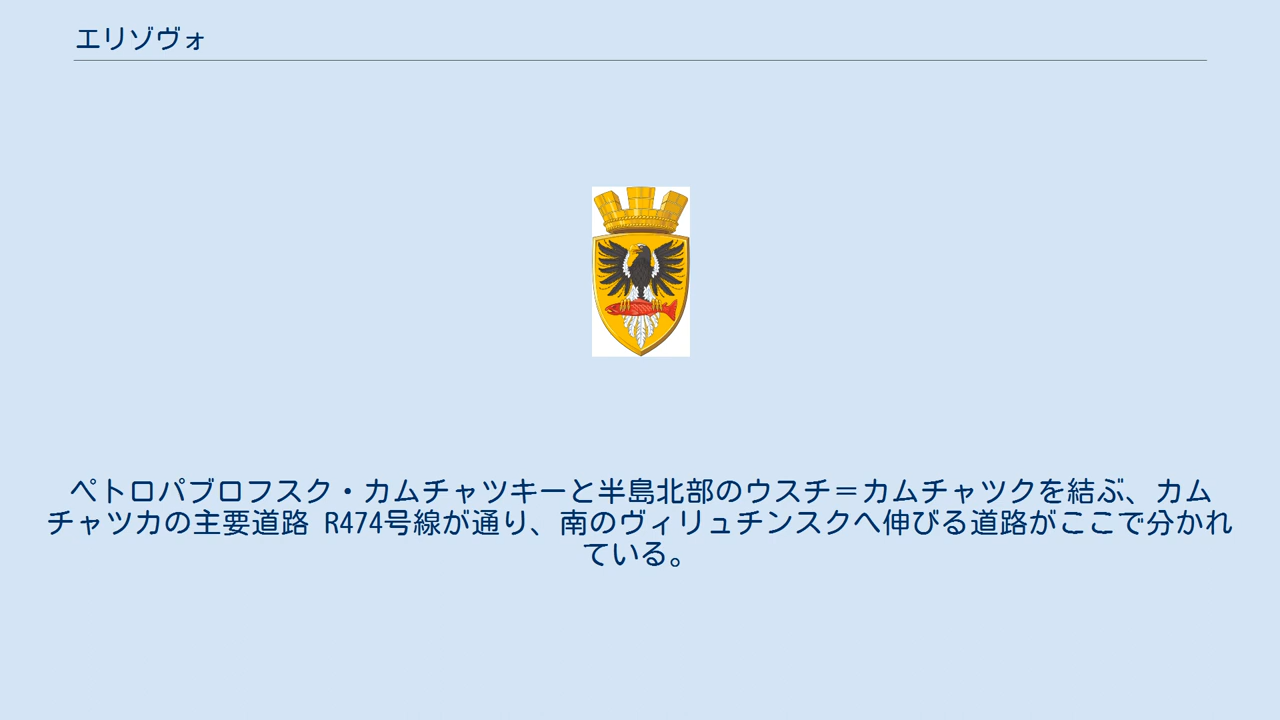 エリゾヴォ
ペトロパブロフスク・カムチャツキーと半島北部のウスチ＝カムチャツクを結ぶ、カム
チャツカの主要道路 R474号線が通り、南のヴィリュチンスクへ伸びる道路がここで分かれ
ている。